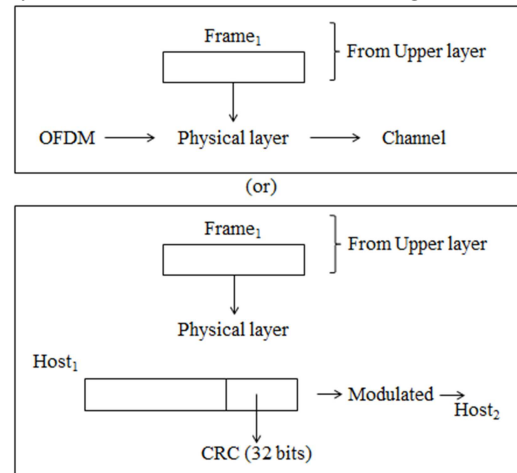 Frame1
From Upper layer
OFDM Physical layer Channel
(or)
Frame1
From Upper layer
Physical layer
Host1
Modulated
Host2
CRC (32 bits)